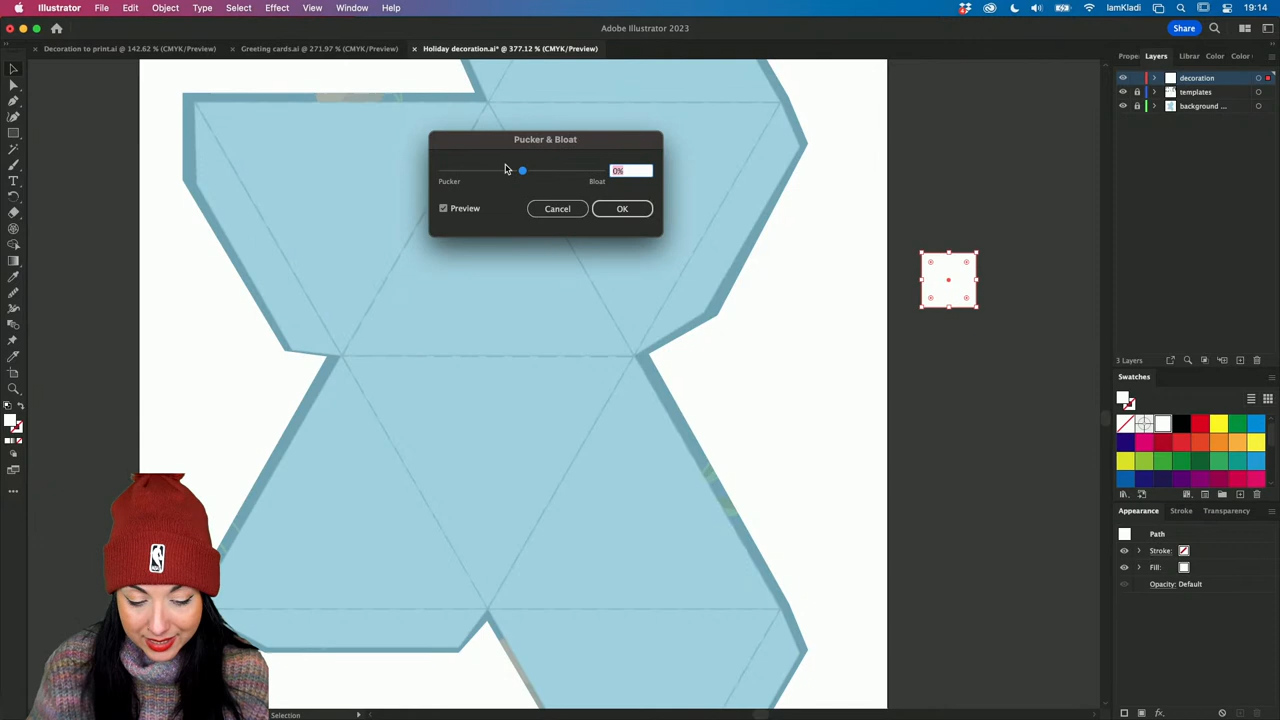 Illustrator File Edit Object Type Select Effect View Window Help IamKladi 19:14
Adobe Illustrator 2023 Share
Decoration to print.ai @ 142.62 % (CMYK/Preview) Greeting cards.ai @ 271.97 % (CMYK/Preview) Holiday decoration.ai* @ 377.12 % (CMYK/Preview)
Prope Layers Librar Color Color
decoration
templates
background ...
Pucker & Bloat
0%
Pucker Bloat
Preview Cancel OK
3 Layers
Swatches
Appearance Stroke Transparency
Path
Stroke:
Fill:
Opacity: Default
NBA
Selection